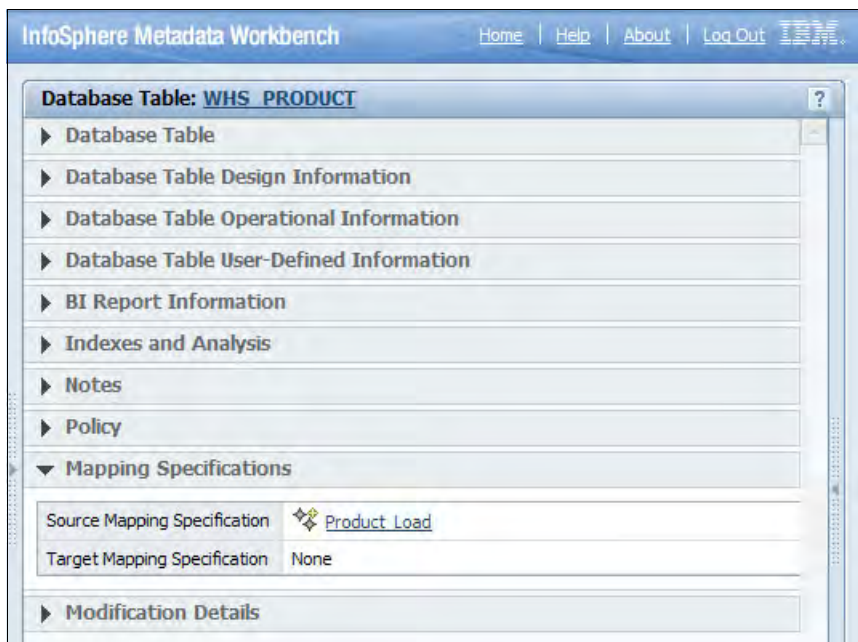 InfoSphere Metadata Workbench Home | Help | About | Log Out IBM.
Database Table: WHS_PRODUCT ?
Database Table
Database Table Design Information
Database Table Operational Information
Database Table User-Defined Information
BI Report Information
Indexes and Analysis
Notes
Policy
Mapping Specifications
Source Mapping Specification Product_Load
Target Mapping Specification None
Modification Details